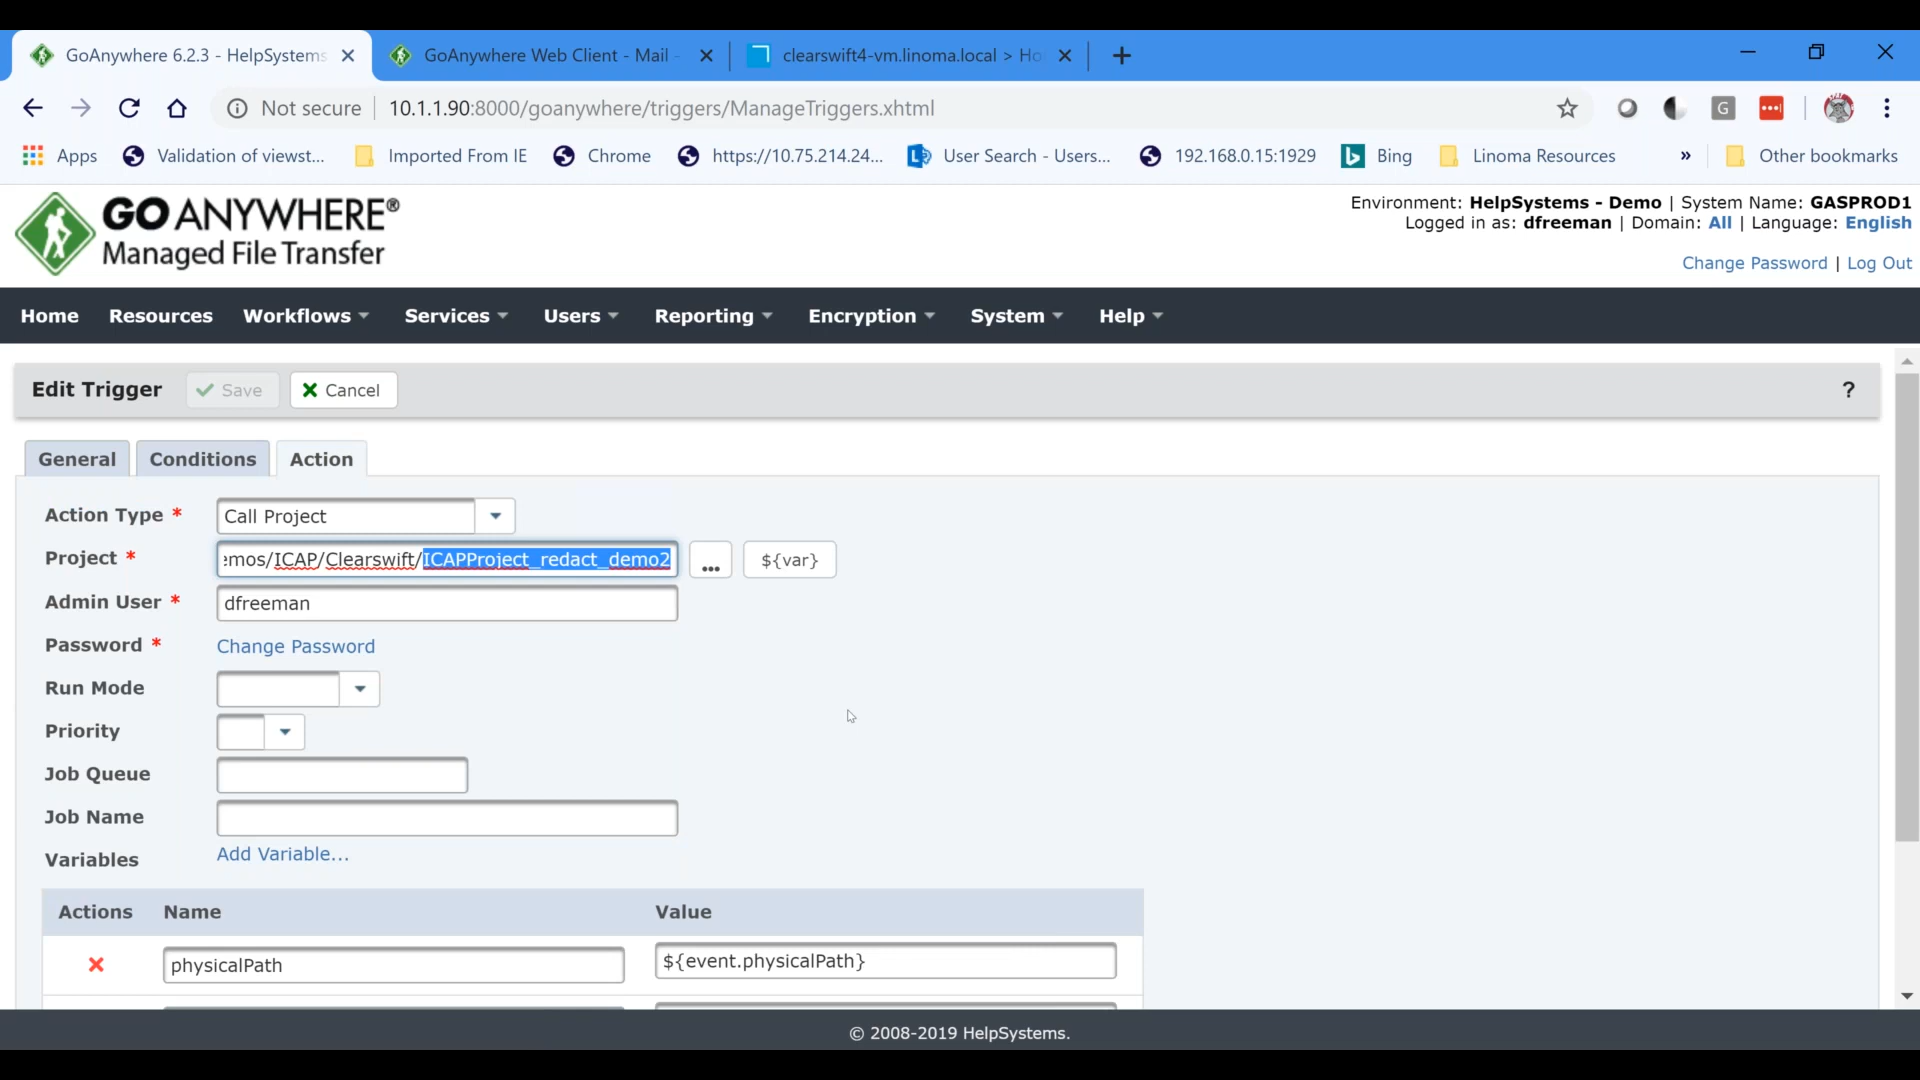 GoAnywhere 6.2.3 - HelpSystems
GoAnywhere Web Client - Mail -
clearswift4-vm.linoma.local > Ho
Not secure
10.1.1.90:8000/goanywhere/triggers/ManageTriggers.xhtml
G
Apps
Validation of viewst...
Imported From IE
Chrome
https://10.75.214.24...
User Search - Users...
192.168.0.15:1929
Bing
Linoma Resources
»
Other bookmarks
GO ANYWHERE®
Managed File Transfer
Environment: HelpSystems - Demo | System Name: GASPROD1
Logged in as: dfreeman | Domain: All | Language: English
Change Password | Log Out
Home Resources Workflows Services Users Reporting Encryption System Help
Edit Trigger Save Cancel ?
General Conditions Action
Action Type * Call Project
Project * emos/ICAP/Clearswift/ICAPProject_redact_demo2 ... ${var}
Admin User * dfreeman
Password * Change Password
Run Mode
Priority
Job Queue
Job Name
Variables Add Variable...
Actions Name Value
physicalPath ${event.physicalPath}
© 2008-2019 HelpSystems.